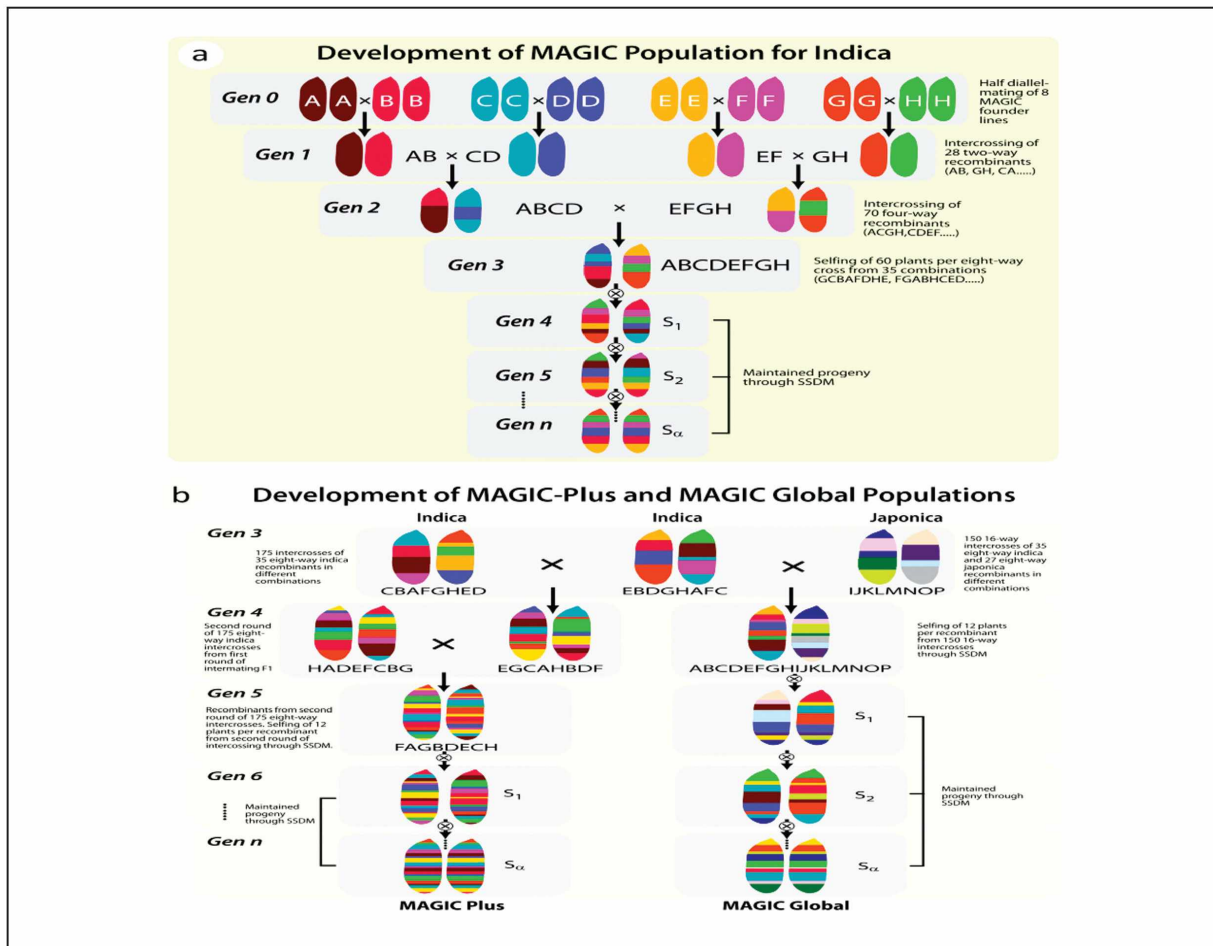 a
Development of MAGIC Population for Indica
Gen 0
A A × B B
C C × D D
E E × F F
G G × H H
Half diallel-
mating of 8
MAGIC
founder
lines
Gen 1
AB × CD
EF × GH
Intercrossing of
28 two-way
recombinants
(AB, GH, CA.....)
Gen 2
ABCD × EFGH
Intercrossing of
70 four-way
recombinants
(ACGH,CDEF.....)
Gen 3
ABCDEFGH
Selfing of 60 plants per eight-way
cross from 35 combinations
(GCBAFDHE, FGABHCED.....)
Gen 4
S1
Gen 5
S2
Maintained progeny
through SSDM
Gen n
Sα
b
Development of MAGIC-Plus and MAGIC Global Populations
Indica
Indica
Japonica
Gen 3
175 intercrosses of
35 eight-way indica
recombinants in
different
combinations
CBAFGHED
×
EBDGHAFC
×
IJKLMNOP
150 16-way
intercrosses of 35
eight-way indica
and 27 eight-way
japonica
recombinants in
different
combinations
Gen 4
Second round
of 175 eight-
way indica
intercrosses
from first
round of
intermating F1
HADEFCBG
×
EGCAHBDF
ABCDEFGHIJKLMNOP
Selfing of 12 plants
per recombinant
from 150 16-way
intercrosses
through SSDM
Gen 5
Recombinants from second
round of 175 eight-way
intercrosses. Selfing of 12
plants per recombinant
from second round of
intercossing through SSDM.
FAGBDECH
S1
Gen 6
Maintained
progeny
through SSDM
S1
S2
Maintained progeny
through SSDM
Gen n
Sα
Sα
MAGIC Plus
MAGIC Global